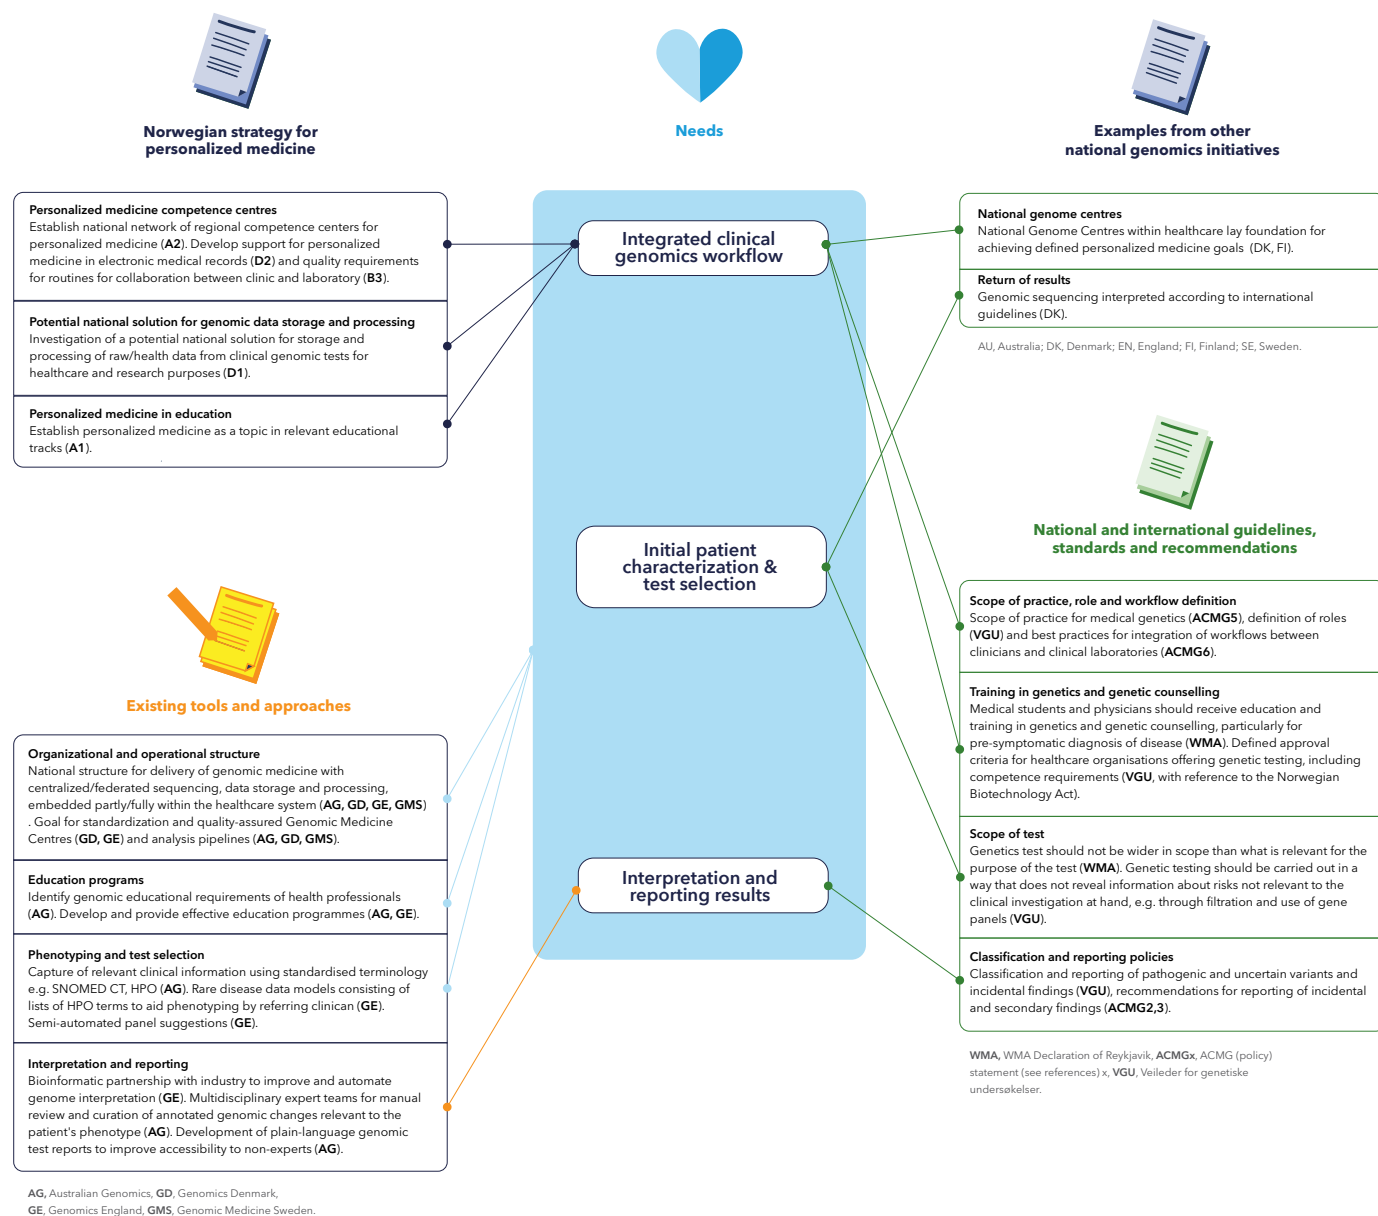 Norwegian strategy for
personalized medicine
Personalized medicine competence centres
Establish national network of regional competence centers for
personalized medicine (A2). Develop support for personalized
medicine in electronic medical records (D2) and quality requirements
for routines for collaboration between clinic and laboratory (B3).
Potential national solution for genomic data storage and processing
Investigation of a potential national solution for storage and
processing of raw/health data from clinical genomic tests for
healthcare and research purposes (D1).
Personalized medicine in education
Establish personalized medicine as a topic in relevant educational
tracks (A1).
Existing tools and approaches
Organizational and operational structure
National structure for delivery of genomic medicine with
centralized/federated sequencing, data storage and processing,
embedded partly/fully within the healthcare system (AG, GD, GE, GMS)
. Goal for standardization and quality-assured Genomic Medicine
Centres (GD, GE) and analysis pipelines (AG, GD, GMS).
Education programs
Identify genomic educational requirements of health professionals
(AG). Develop and provide effective education programmes (AG, GE).
Phenotyping and test selection
Capture of relevant clinical information using standardised terminology
e.g. SNOMED CT, HPO (AG). Rare disease data models consisting of
lists of HPO terms to aid phenotyping by referring clinican (GE).
Semi-automated panel suggestions (GE).
Interpretation and reporting
Bioinformatic partnership with industry to improve and automate
genome interpretation (GE). Multidisciplinary expert teams for manual
review and curation of annotated genomic changes relevant to the
patient's phenotype (AG). Development of plain-language genomic
test reports to improve accessibility to non-experts (AG).
AG, Australian Genomics, GD, Genomics Denmark,
GE, Genomics England, GMS, Genomic Medicine Sweden.
Needs
Integrated clinical
genomics workflow
Initial patient
characterization &
test selection
Interpretation and
reporting results
Examples from other
national genomics initiatives
National genome centres
National Genome Centres within healthcare lay foundation for
achieving defined personalized medicine goals (DK, FI).
Return of results
Genomic sequencing interpreted according to international
guidelines (DK).
AU, Australia; DK, Denmark; EN, England; FI, Finland; SE, Sweden.
National and international guidelines,
standards and recommendations
Scope of practice, role and workflow definition
Scope of practice for medical genetics (ACMG5), definition of roles
(VGU) and best practices for integration of workflows between
clinicians and clinical laboratories (ACMG6).
Training in genetics and genetic counselling
Medical students and physicians should receive education and
training in genetics and genetic counselling, particularly for
pre-symptomatic diagnosis of disease (WMA). Defined approval
criteria for healthcare organisations offering genetic testing, including
competence requirements (VGU, with reference to the Norwegian
Biotechnology Act).
Scope of test
Genetics test should not be wider in scope than what is relevant for the
purpose of the test (WMA). Genetic testing should be carried out in a
way that does not reveal information about risks not relevant to the
clinical investigation at hand, e.g. through filtration and use of gene
panels (VGU).
Classification and reporting policies
Classification and reporting of pathogenic and uncertain variants and
incidental findings (VGU), recommendations for reporting of incidental
and secondary findings (ACMG2,3).
WMA, WMA Declaration of Reykjavik, ACMGx, ACMG (policy)
statement (see references) x, VGU, Veileder for genetiske
undersøkelser.